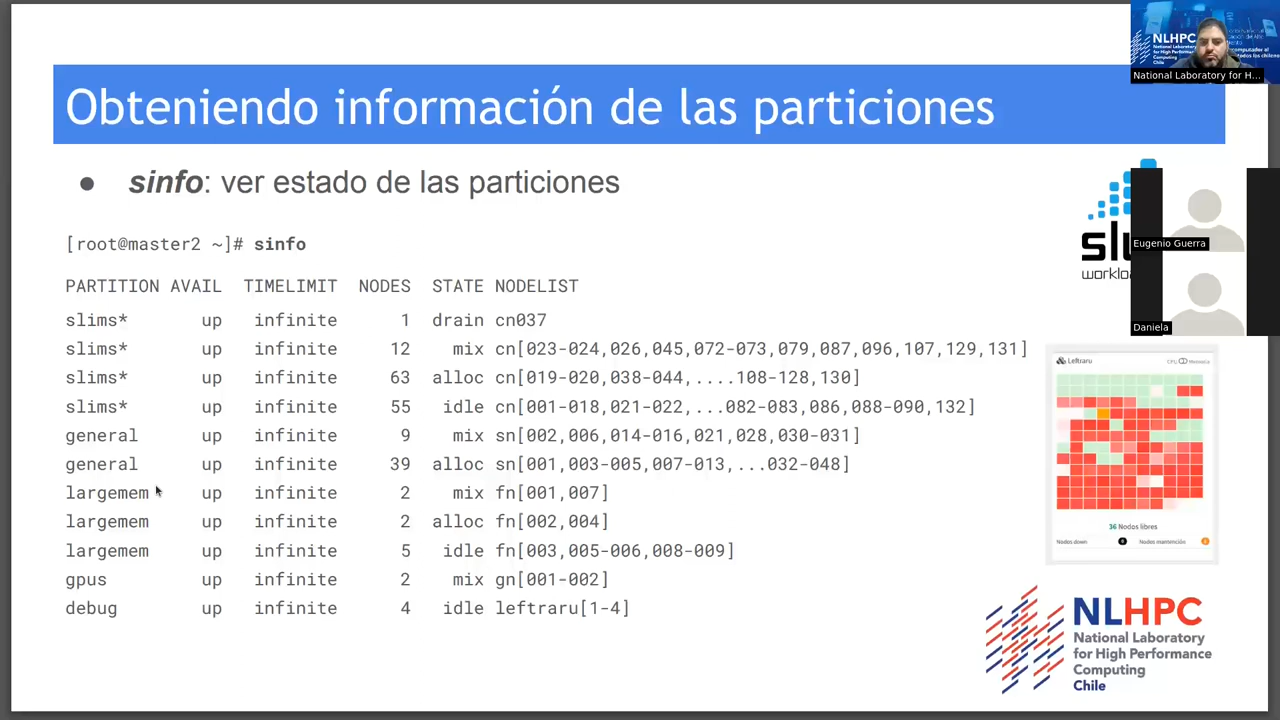 Obteniendo información de las particiones
● sinfo: ver estado de las particiones
[root@master2 ~]# sinfo
PARTITION AVAIL TIMELIMIT NODES STATE NODELIST
slims* up infinite 1 drain cn037
slims* up infinite 12 mix cn[023-024,026,045,072-073,079,087,096,107,129,131]
slims* up infinite 63 alloc cn[019-020,038-044,....108-128,130]
slims* up infinite 55 idle cn[001-018,021-022,...082-083,086,088-090,132]
general up infinite 9 mix sn[002,006,014-016,021,028,030-031]
general up infinite 39 alloc sn[001,003-005,007-013,...032-048]
largemem up infinite 2 mix fn[001,007]
largemem up infinite 2 alloc fn[002,004]
largemem up infinite 5 idle fn[003,005-006,008-009]
gpus up infinite 2 mix gn[001-002]
debug up infinite 4 idle leftraru[1-4]
NLHPC
National Laboratory
for High Performance
Computing
Chile
National Laboratory for H...
Eugenio Guerra
Daniela
slu
workloa
Leftraru
CPU Memoria
36 Nodos libres
Nodos down Nodos mantención
NLHPC
National Laboratory
for High Performance
Computing
Chile